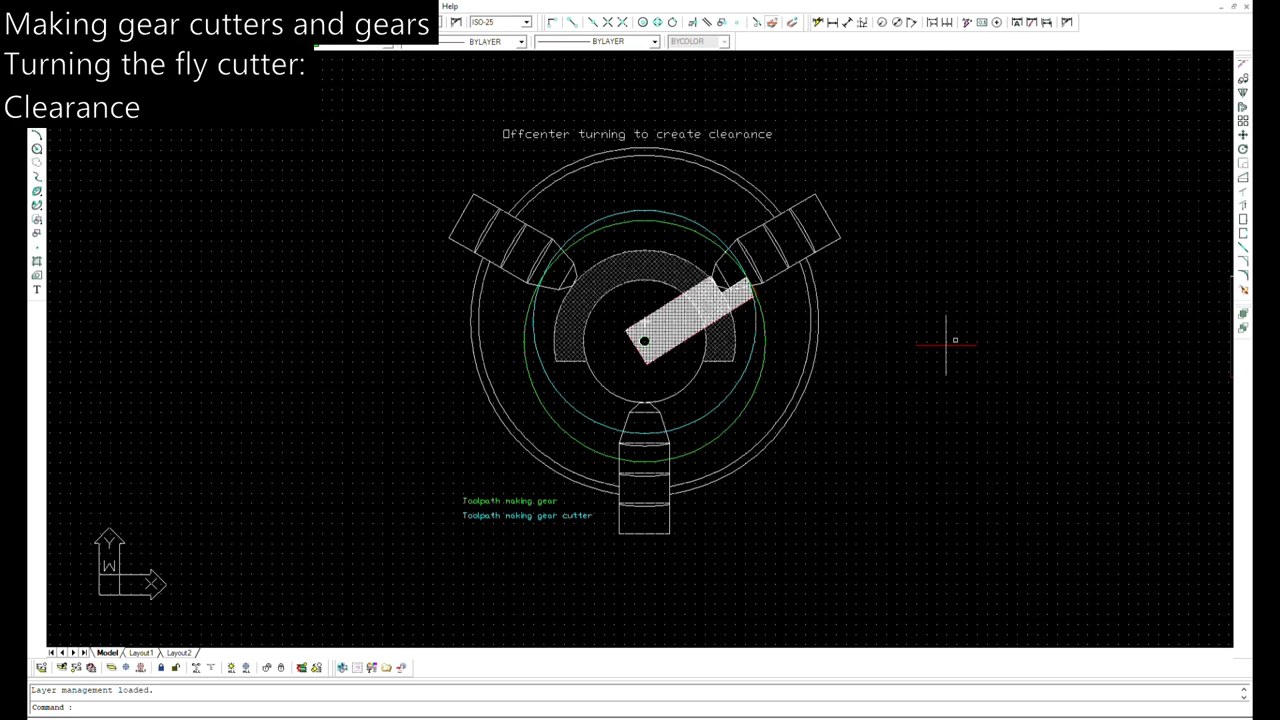 Making gear cutters and gears
Turning the fly cutter:
Clearance
Help
ISO-25
BYLAYER
BYLAYER
BYCOLOR
Offcenter turning to create clearance
Toolpath making gear
Toolpath making gear cutter
Y
W
X
T
Model Layout1 Layout2
Layer management loaded.
Command :